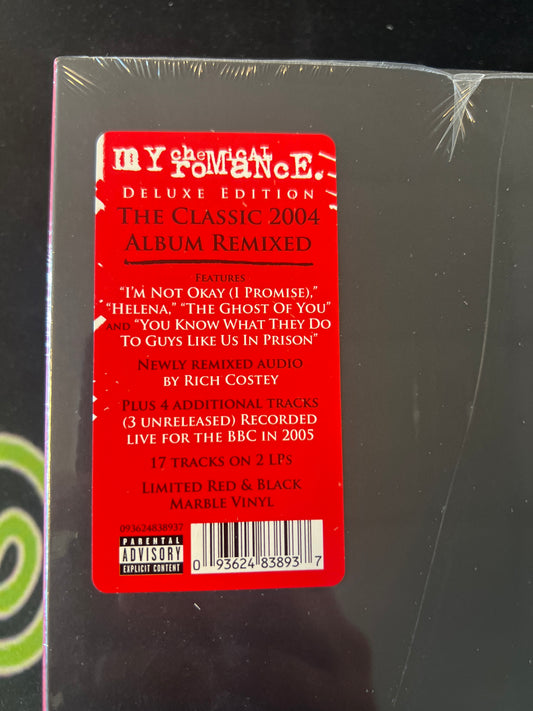 my chemical
romance.
Deluxe Edition
The Classic 2004
Album Remixed
Features
“I'm Not Okay (I Promise),”
“Helena,” “The Ghost Of You”
and “You Know What They Do
To Guys Like Us In Prison”
Newly remixed audio
by Rich Costey
Plus 4 additional tracks
(3 unreleased) Recorded
live for the BBC in 2005
17 tracks on 2 LPs
Limited Red & Black
Marble Vinyl
093624838937
PARENTAL
ADVISORY
EXPLICIT CONTENT
0 93624 83893 7